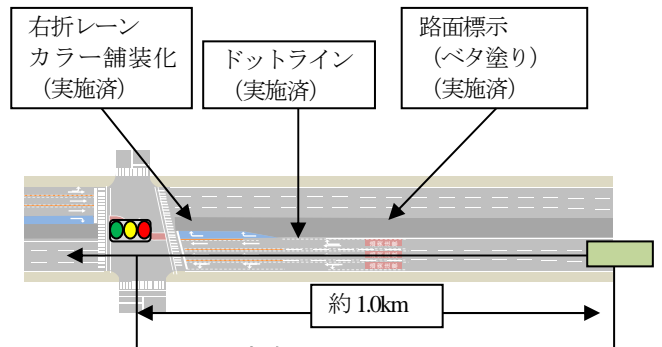 右折レーン
カラー舗装化
（実施済）
ドットライン
（実施済）
路面標示
（ベタ塗り）
（実施済）
約1.0km